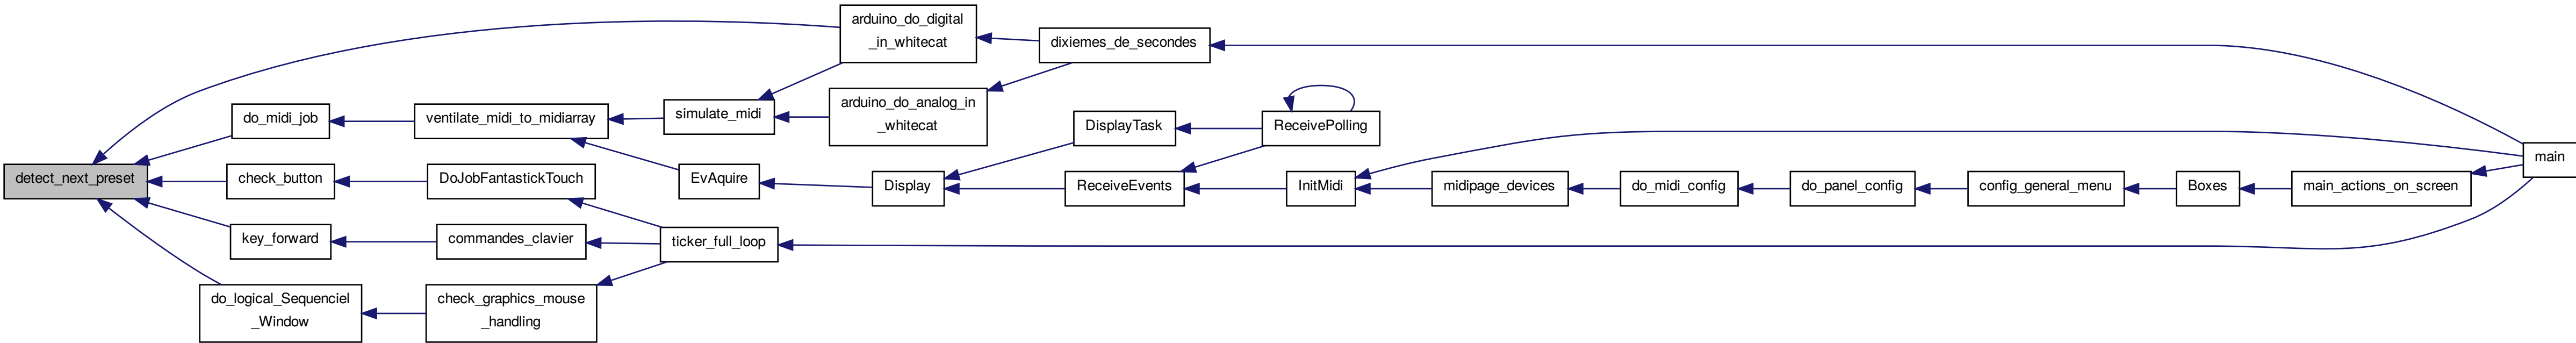 arduino_do_digital
_in_whitecat
dixiemes_de_secondes
do_midi_job
ventilate_midi_to_midiarray
simulate_midi
arduino_do_analog_in
_whitecat
DisplayTask
ReceivePolling
main
detect_next_preset
check_button
DoJobFantastickTouch
EvAquire
Display
ReceiveEvents
InitMidi
midipage_devices
do_midi_config
do_panel_config
config_general_menu
Boxes
main_actions_on_screen
key_forward
commandes_clavier
ticker_full_loop
do_logical_Sequenciel
_Window
check_graphics_mouse
_handling